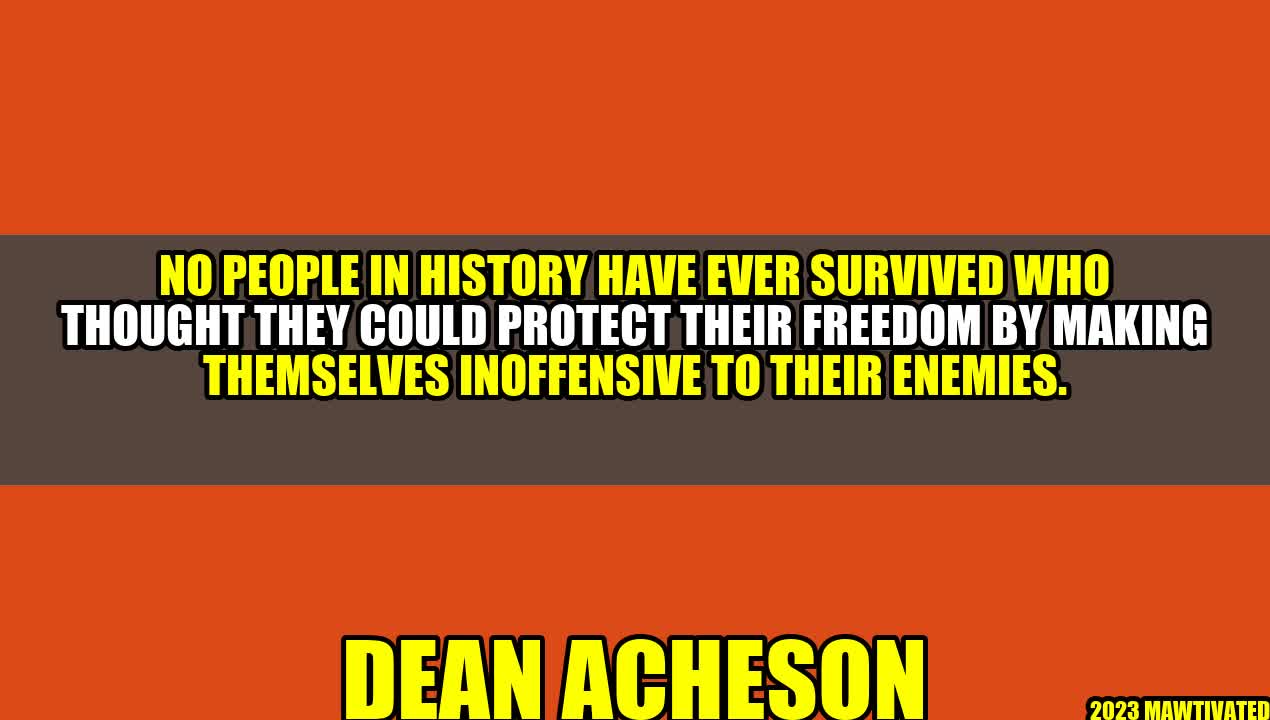 NO PEOPLE IN HISTORY HAVE EVER SURVIVED WHO
THOUGHT THEY COULD PROTECT THEIR FREEDOM BY MAKING
THEMSELVES INOFFENSIVE TO THEIR ENEMIES.
DEAN ACHESON
2023 MAWTIVATED